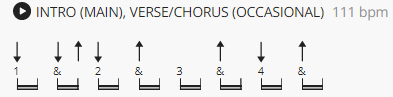 INTRO (MAIN), VERSE/CHORUS (OCCASIONAL) 111 bpm
1 & 2 & 3 & 4 &